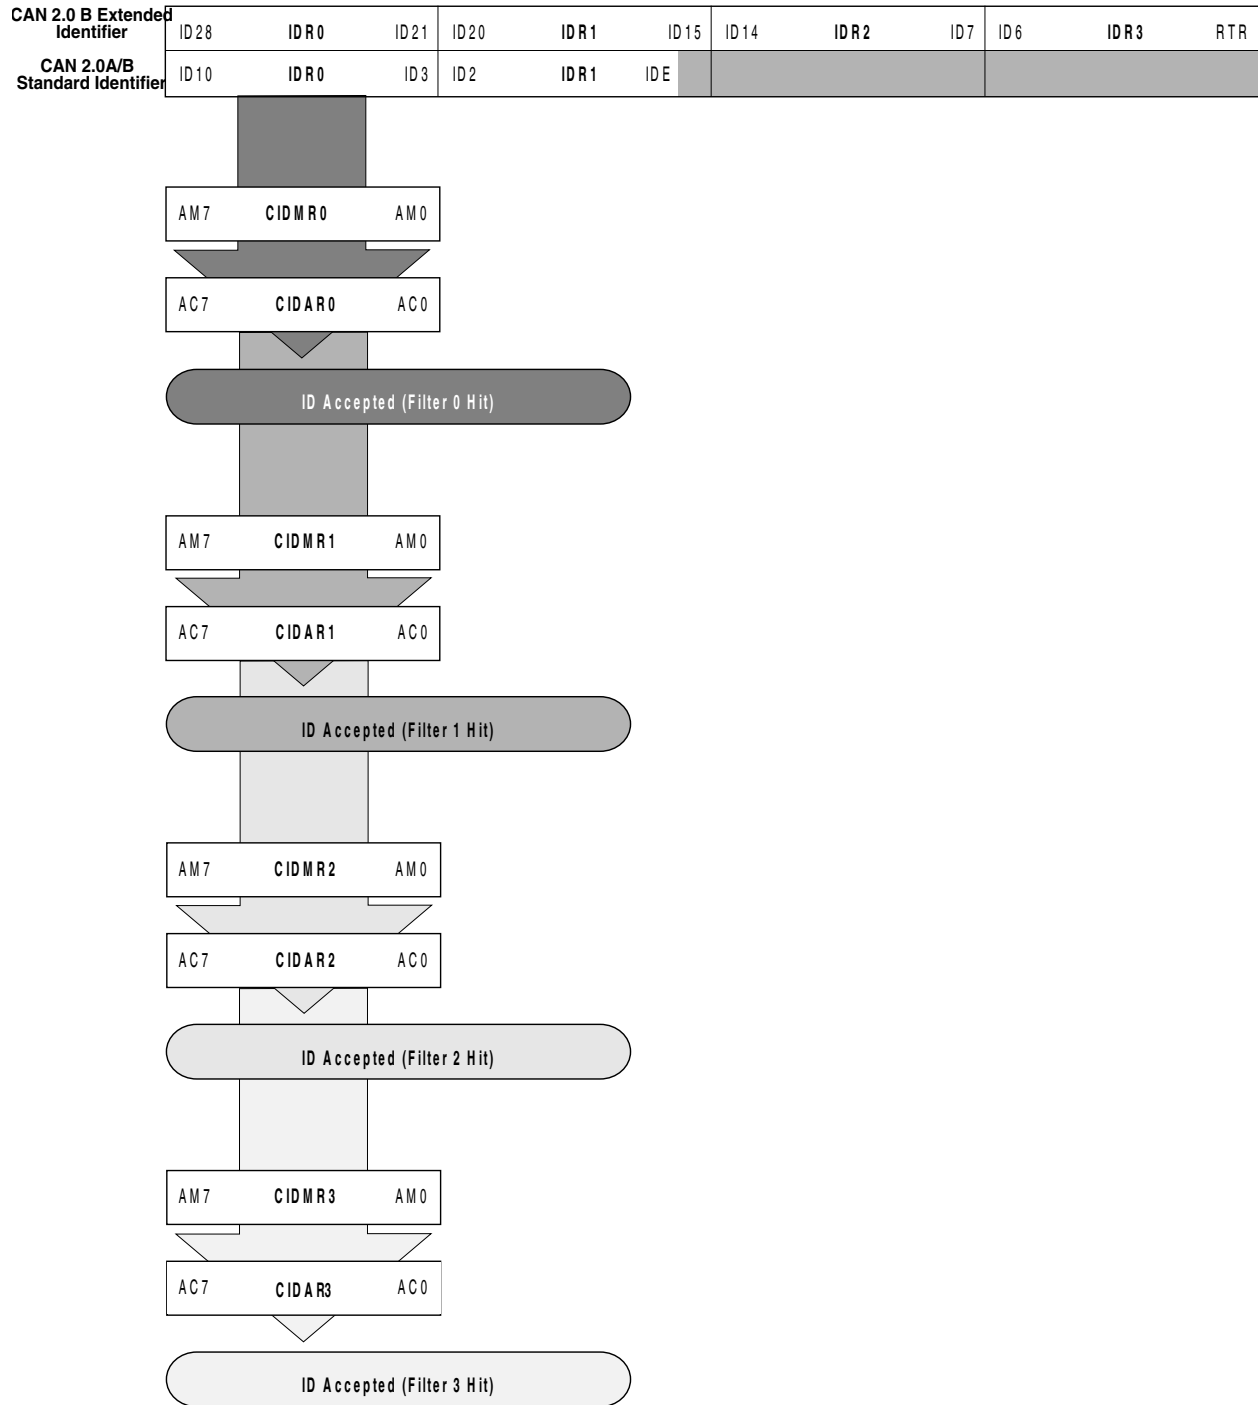 CAN 2.0 B Extended
Identifier
ID28 IDR0 ID21 ID20 IDR1 ID15 ID14 IDR2 ID7 ID6 IDR3 RTR
CAN 2.0A/B
Standard Identifier
ID10 IDR0 ID3 ID2 IDR1 IDE
AM7 CIDMR0 AM0
AC7 CIDAR0 AC0
ID Accepted (Filter 0 Hit)
AM7 CIDMR1 AM0
AC7 CIDAR1 AC0
ID Accepted (Filter 1 Hit)
AM7 CIDMR2 AM0
AC7 CIDAR2 AC0
ID Accepted (Filter 2 Hit)
AM7 CIDMR3 AM0
AC7 CIDAR3 AC0
ID Accepted (Filter 3 Hit)